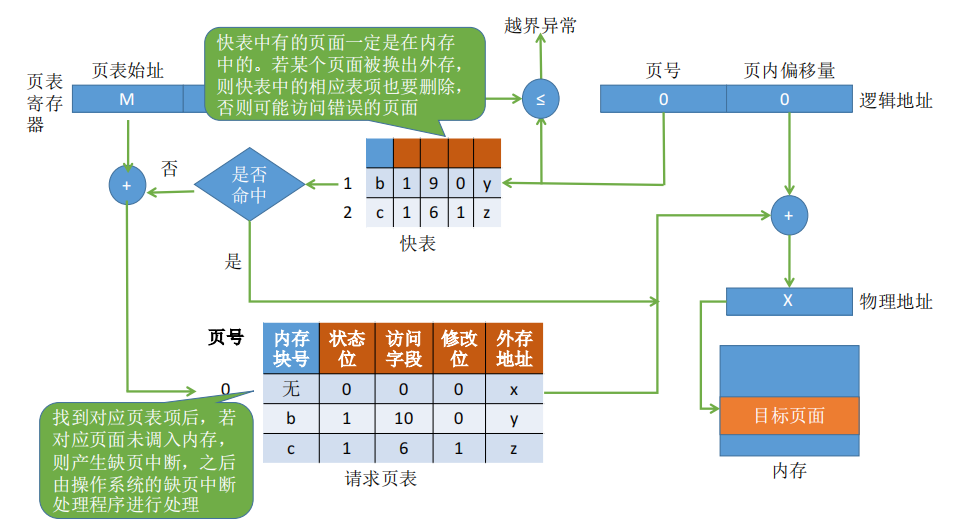 越界异常
快表中有的页面一定是在内存
中的。若某个页面被换出外存，
则快表中的相应表项也要删除，
否则可能访问错误的页面
页表始址
页号
页内偏移量
页表
寄存
器
M
≤
0
0
逻辑地址
否
是否
命中
+
1
b
1
9
0
y
2
c
1
6
1
z
快表
+
是
X
物理地址
页号
内存
块号
状态
位
访问
字段
修改
位
外存
地址
0
无
0
0
0
x
b
1
10
0
y
c
1
6
1
z
请求页表
找到对应页表项后，若
对应页面未调入内存，
则产生缺页中断，之后
由操作系统的缺页中断
处理程序进行处理
目标页面
内存